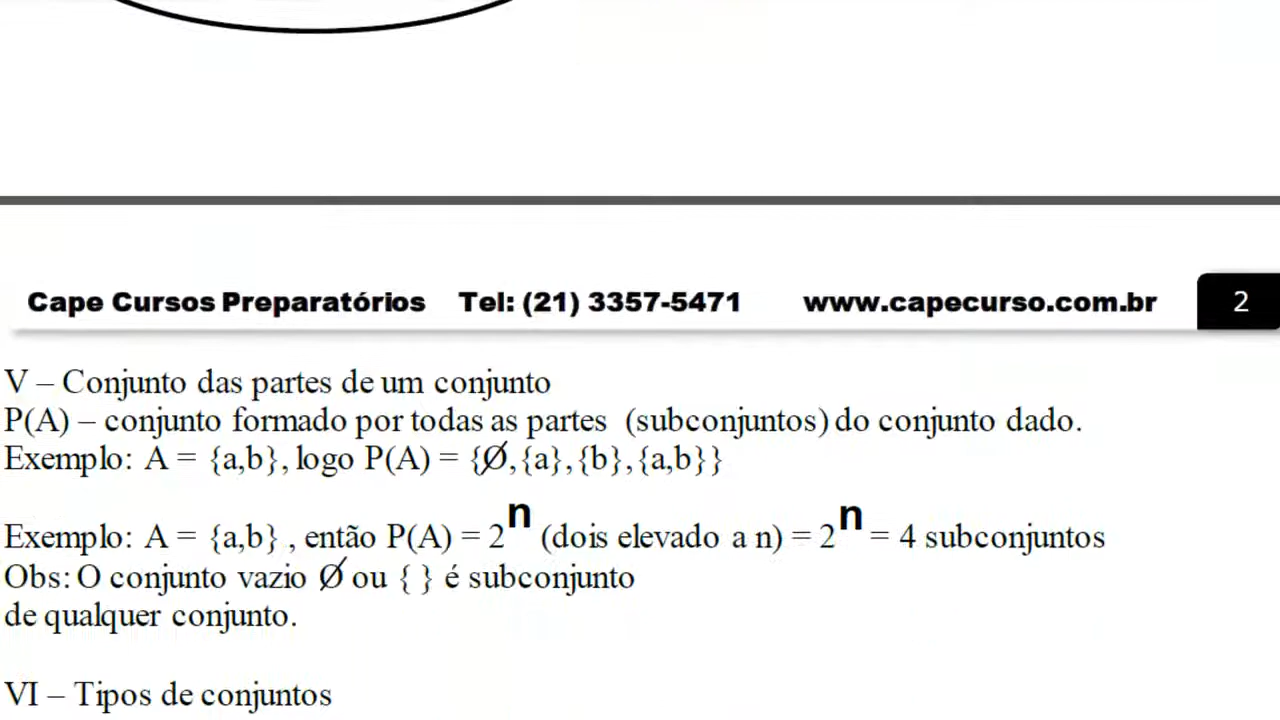 Cape Cursos Preparatórios Tel: (21) 3357-5471 www.capecurso.com.br 2
V – Conjunto das partes de um conjunto
P(A) – conjunto formado por todas as partes (subconjuntos) do conjunto dado.
Exemplo: A = {a,b}, logo P(A) = {Ø,{a},{b},{a,b}}
Exemplo: A = {a,b} , então P(A) = 2ⁿ (dois elevado a n) = 2ⁿ = 4 subconjuntos
Obs: O conjunto vazio Ø ou { } é subconjunto
de qualquer conjunto.
VI – Tipos de conjuntos